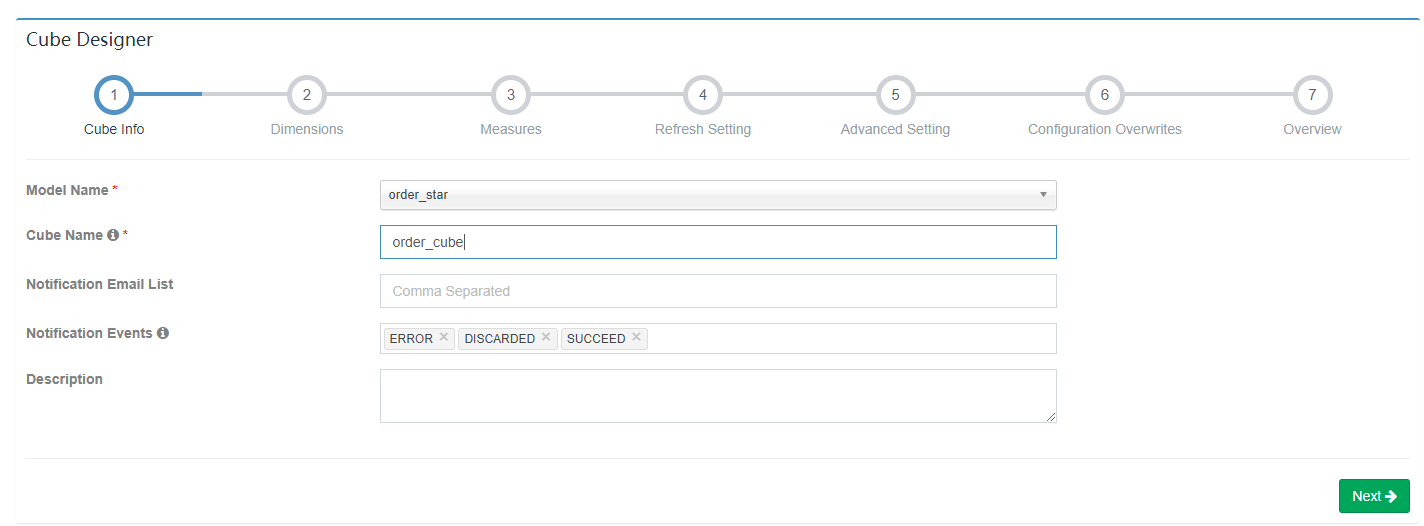 Cube Designer
1 2 3 4 5 6 7
Cube Info Dimensions Measures Refresh Setting Advanced Setting Configuration Overwrites Overview
Model Name * order_star
Cube Name * order_cube
Notification Email List Comma Separated
Notification Events ERROR × DISCARDED × SUCCEED ×
Description
Next